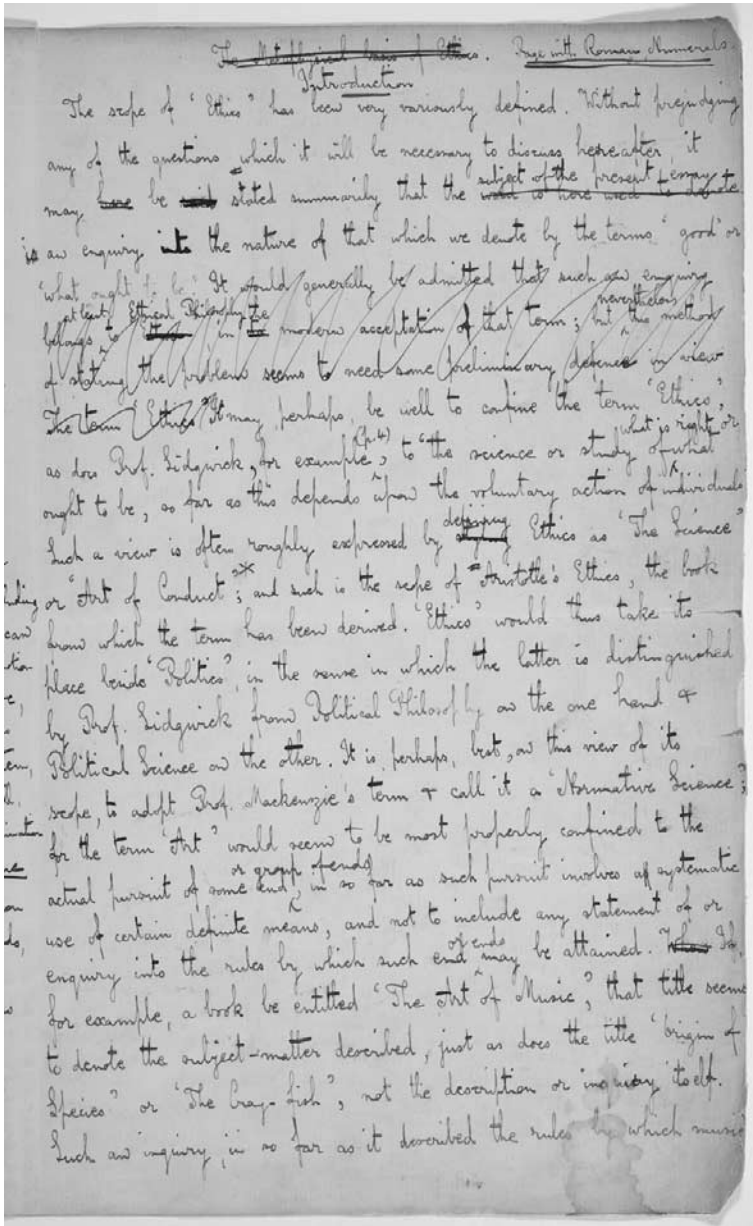 The Metaphysical basis of Ethics. Page with Roman Numerals.
Introduction
The scope of "Ethics" has been very variously defined. Without prejudging
any of the questions which it will be necessary to discuss hereafter, it
subject of the present essay
may here be said stated summarily that the word is here used to denote
is an enquiry into the nature of that which we denote by the terms "good" or
"what ought to be." It would generally be admitted that such an enquiry
at least Ethical Philosophy the nevertheless
belongs to in modern acceptation of that term; but this method
of stating the problem seems to need some preliminary defence in view
The term "Ethics" It may perhaps, be well to confine the term "Ethics,"
(p.4) what is right or
as does Prof. Sidgwick, for example, to "the science or study of what
ought to be, so far as this depends upon the voluntary action of individuals
defining
Such a view is often roughly expressed by Ethics as "The Science"
or "Art of Conduct"; and such is the scope of Aristotle's Ethics, the book
from which the term has been derived. "Ethics" would thus take its
place beside "Politics", in the sense in which the latter is distinguished
by Prof. Sidgwick from Political Philosophy on the one hand &
Political Science on the other. It is, perhaps, best, on this view of its
scope, to adopt Prof. Mackenzie's term & call it a "Normative Science";
for the term "Art" would seem to be most properly confined to the
or group of ends
actual pursuit of some end, in so far as such pursuit involves a systematic
use of certain definite means, and not to include any statement of or
of ends
enquiry into the rules by which such end may be attained. If,
for example, a book be entitled "The Art of Music", that title seems
to denote the subject-matter described, just as does the title "Origin of
Species" or "The Cray-fish", not the description or inquiry itself.
Such an inquiry, in so far as it described the rules by which music